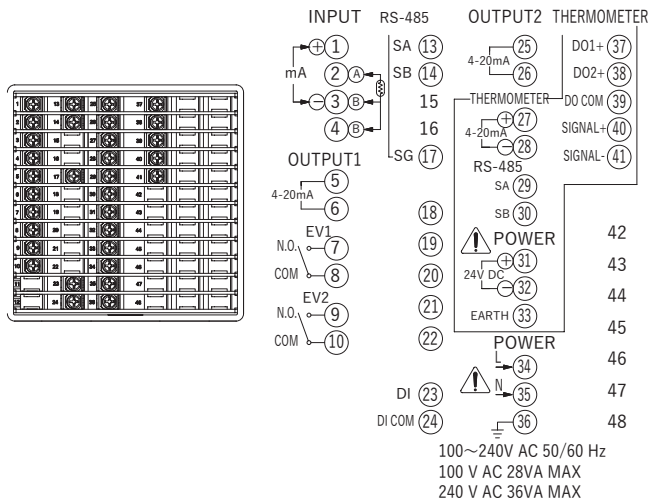 INPUT RS-485 OUTPUT2 THERMOMETER
+ 1 SA 13 25 DO1+ 37
4-20mA
mA 2 A SB 14 26 DO2+ 38
− 3 B 15 THERMOMETER DO COM 39
+ 27
4 B 16 4-20mA SIGNAL+ 40
− 28
OUTPUT1 SG 17 RS-485 SIGNAL- 41
5 SA 29
4-20mA
6 18 SB 30
EV1 POWER 42
N.O. 7 19 + 31
24V DC 43
COM 8 20 − 32
EV2 44
N.O. 9 21 EARTH 33
45
COM 10 22 POWER
L 34 46
DI 23 N 35 47
DI COM 24 36 48
100~240V AC 50/60 Hz
100 V AC 28VA MAX
240 V AC 36VA MAX